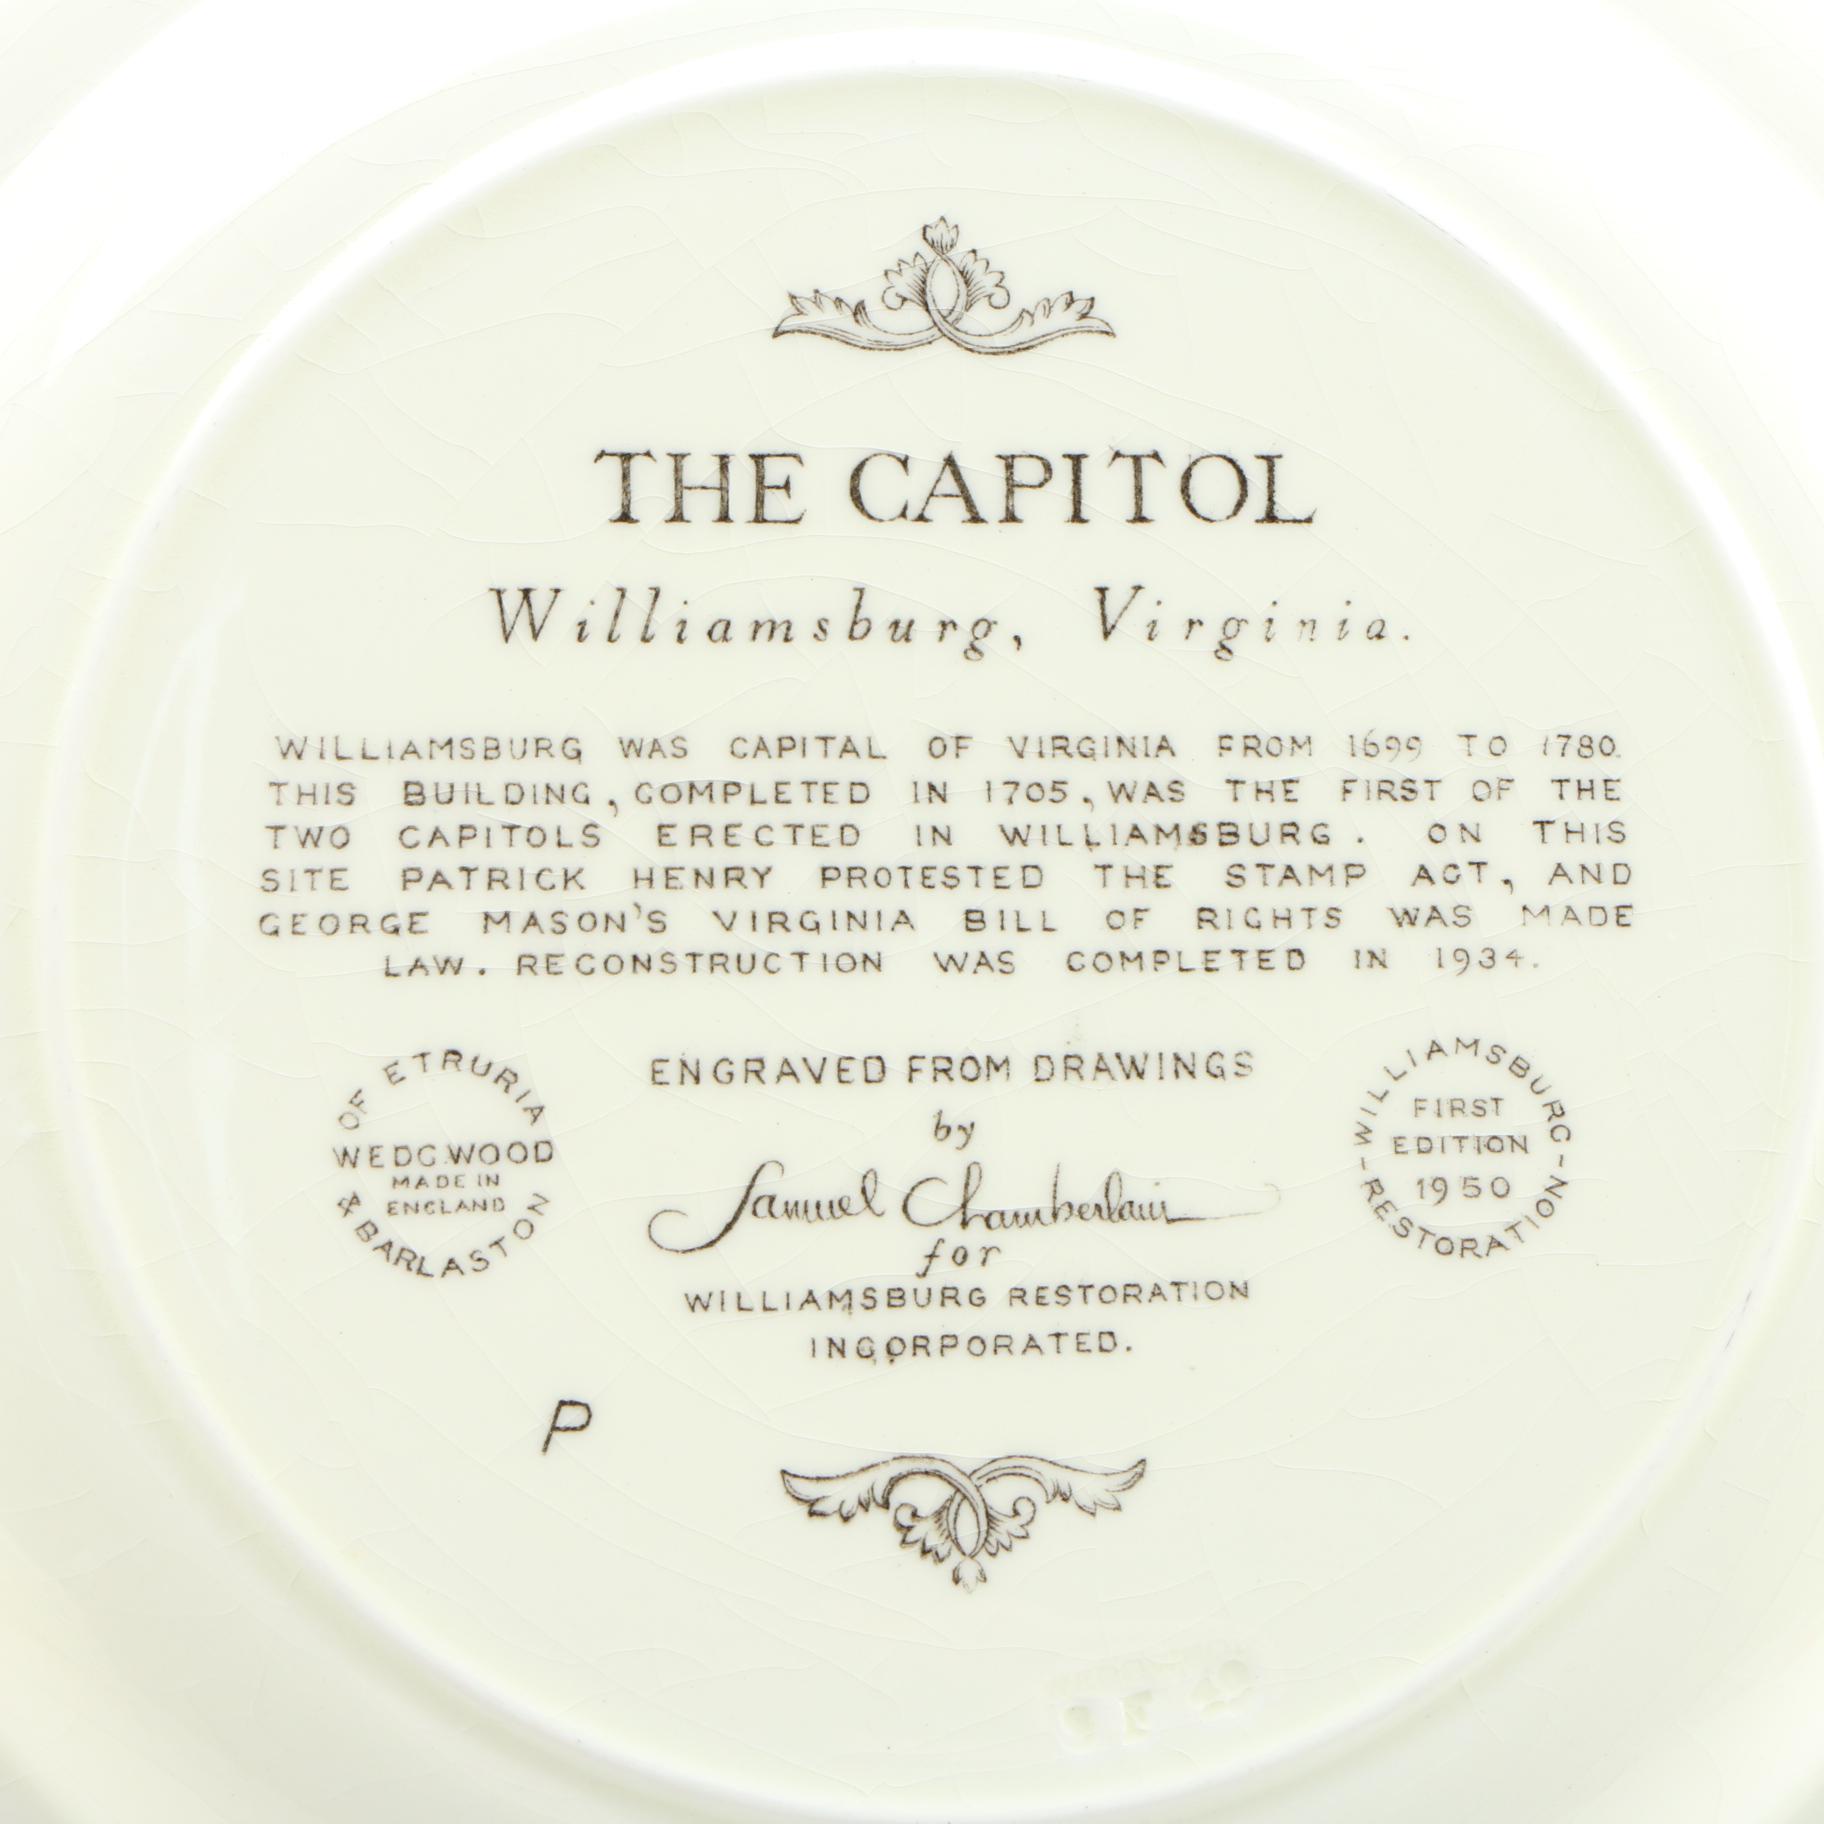 THE CAPITOL
Williamsburg, Virginia.
WILLIAMSBURG WAS CAPITAL OF VIRGINIA FROM 1699 TO 1780.
THIS BUILDING, COMPLETED IN 1705, WAS THE FIRST OF THE
TWO CAPITOLS ERECTED IN WILLIAMSBURG. ON THIS
SITE PATRICK HENRY PROTESTED THE STAMP ACT, AND
GEORGE MASON'S VIRGINIA BILL OF RIGHTS WAS MADE
LAW. RECONSTRUCTION WAS COMPLETED IN 1934.
OF ETRURIA
WEDGWOOD
MADE IN
ENGLAND
& BARLASTON
ENGRAVED FROM DRAWINGS
by
Samuel Chamberlain
for
WILLIAMSBURG RESTORATION
INCORPORATED.
-WILLIAMSBURG-
FIRST
EDITION
1950
RESTORATION
P